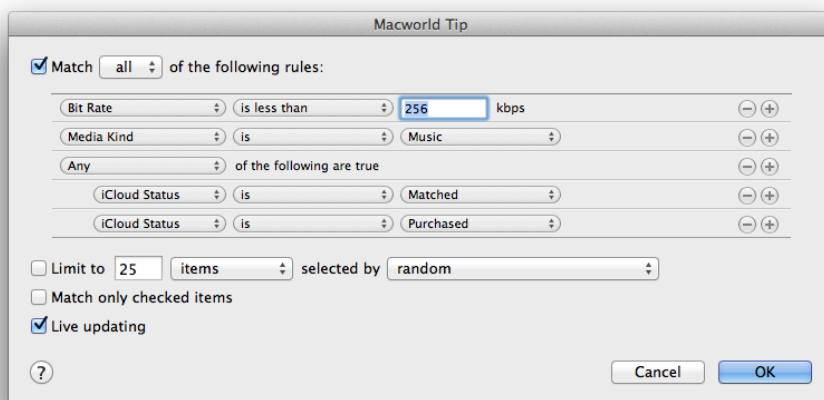 Macworld Tip
Match all of the following rules:
Bit Rate is less than 256 kbps
Media Kind is Music
Any of the following are true
iCloud Status is Matched
iCloud Status is Purchased
Limit to 25 items selected by random
Match only checked items
Live updating
? Cancel OK